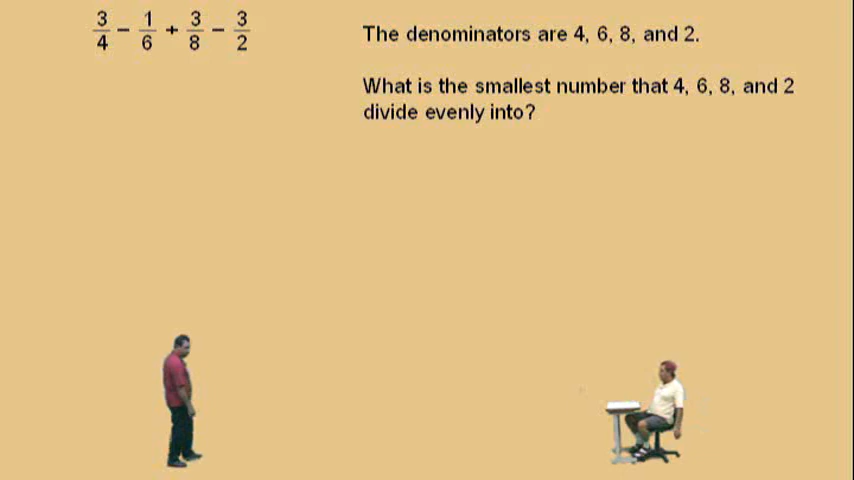 3/4 − 1/6 + 3/8 − 3/2
The denominators are 4, 6, 8, and 2.
What is the smallest number that 4, 6, 8, and 2
divide evenly into?